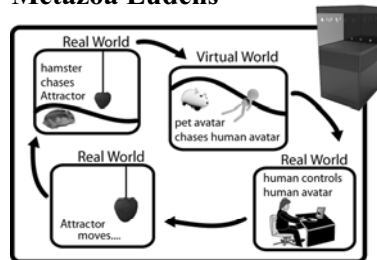 Metazoa Ludens
Real World
hamster
chases
Attractor
Virtual World
pet avatar
chases human avatar
Real World
human controls
human avatar
Real World
Attractor
moves....